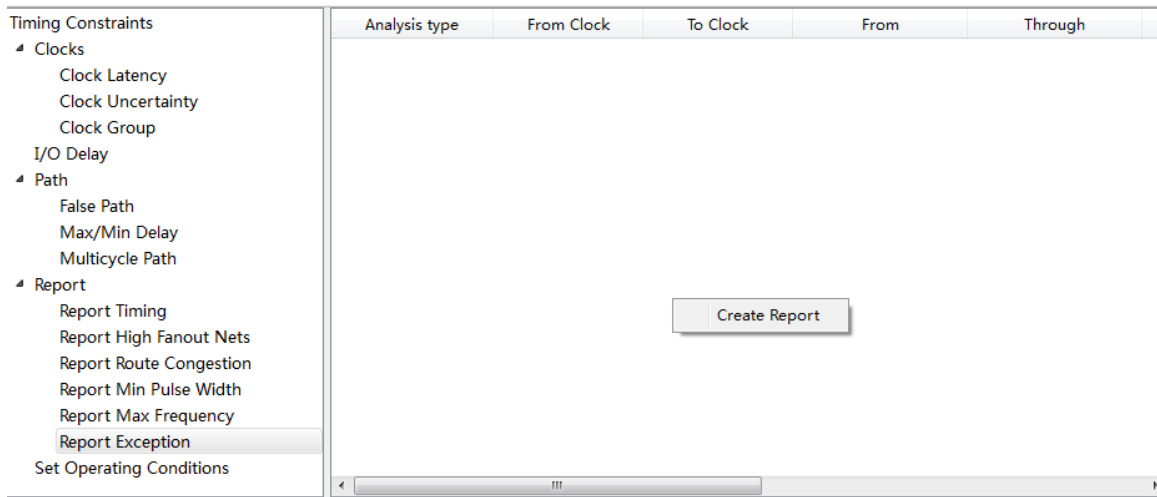 Timing Constraints
Clocks
Clock Latency
Clock Uncertainty
Clock Group
I/O Delay
Path
False Path
Max/Min Delay
Multicycle Path
Report
Report Timing
Report High Fanout Nets
Report Route Congestion
Report Min Pulse Width
Report Max Frequency
Report Exception
Set Operating Conditions
Analysis type From Clock To Clock From Through
Create Report